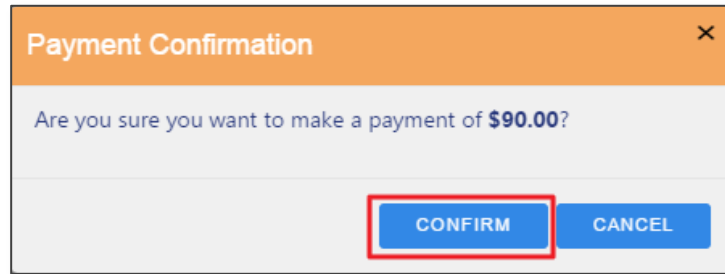 Payment Confirmation
Are you sure you want to make a payment of $90.00?
CONFIRM CANCEL